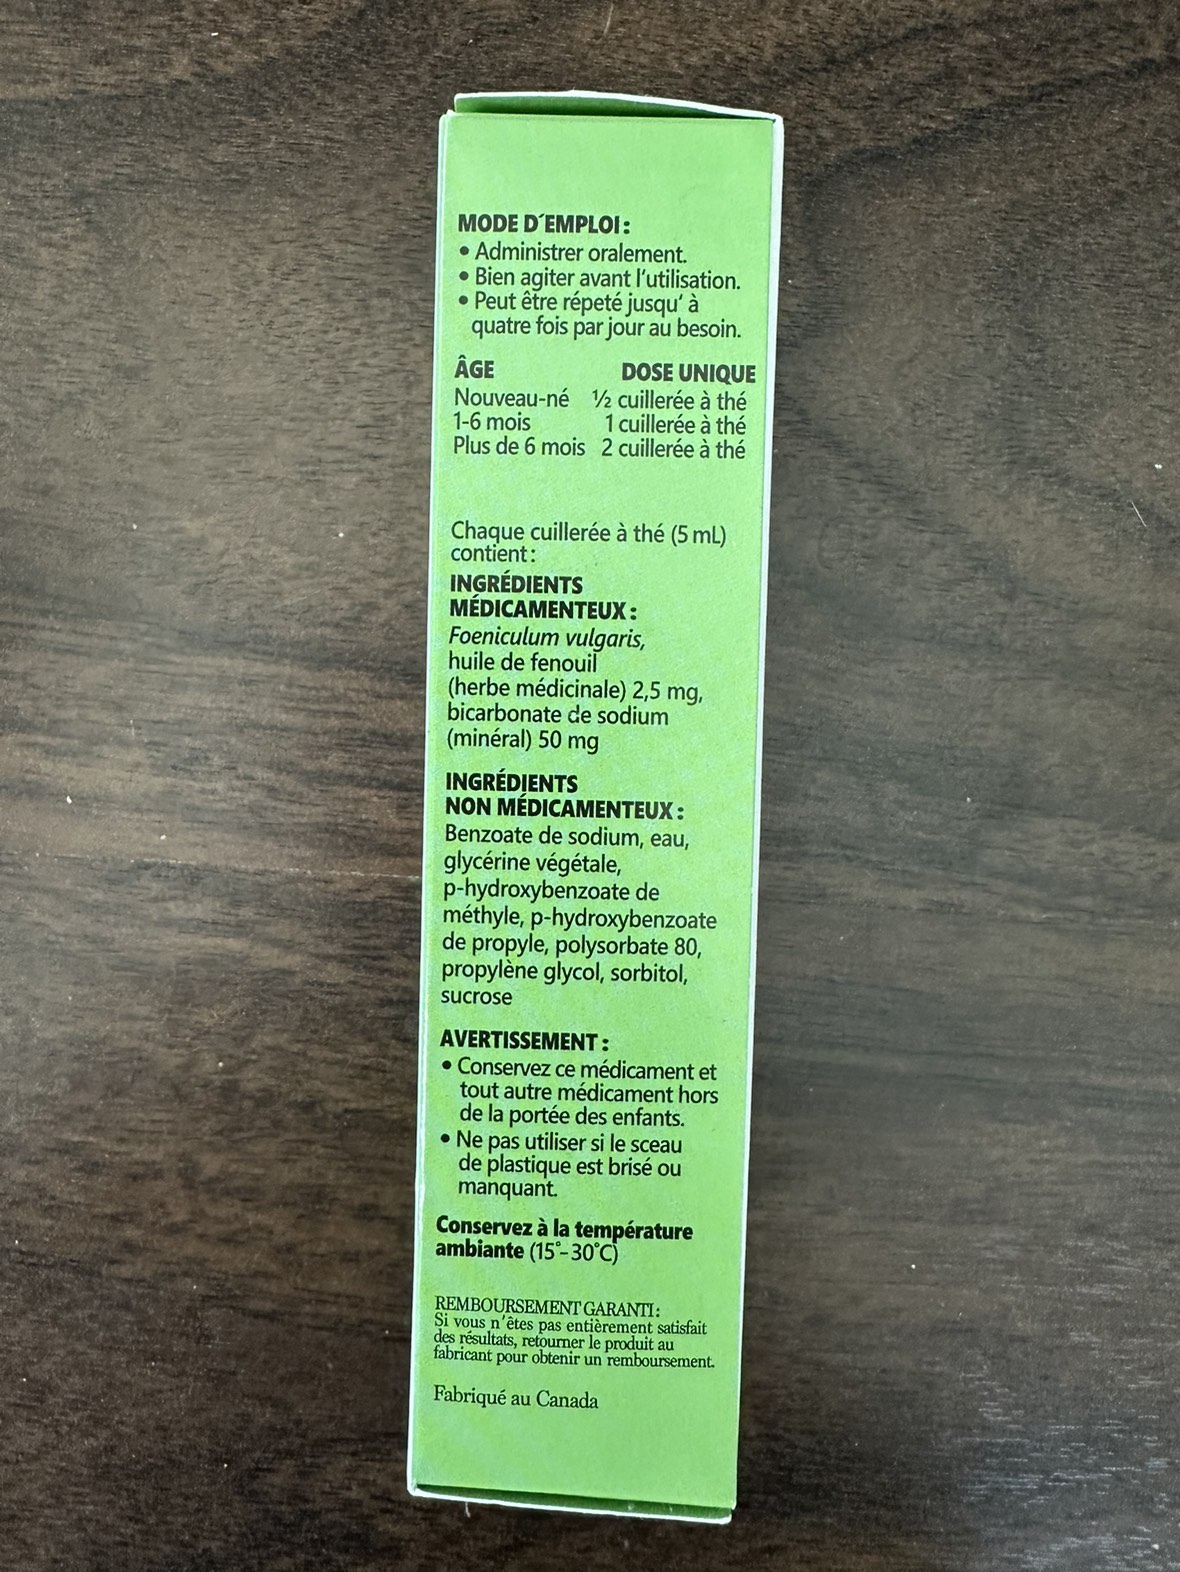 MODE D´EMPLOI :
• Administrer oralement.
• Bien agiter avant l'utilisation.
• Peut être répeté jusqu' à
quatre fois par jour au besoin.
ÂGE DOSE UNIQUE
Nouveau-né ½ cuillerée à thé
1-6 mois 1 cuillerée à thé
Plus de 6 mois 2 cuillerée à thé
Chaque cuillerée à thé (5 mL)
contient :
INGRÉDIENTS
MÉDICAMENTEUX :
Foeniculum vulgaris,
huile de fenouil
(herbe médicinale) 2,5 mg,
bicarbonate de sodium
(minéral) 50 mg
INGRÉDIENTS
NON MÉDICAMENTEUX :
Benzoate de sodium, eau,
glycérine végétale,
p-hydroxybenzoate de
méthyle, p-hydroxybenzoate
de propyle, polysorbate 80,
propylène glycol, sorbitol,
sucrose
AVERTISSEMENT :
• Conservez ce médicament et
tout autre médicament hors
de la portée des enfants.
• Ne pas utiliser si le sceau
de plastique est brisé ou
manquant.
Conservez à la température
ambiante (15°–30°C)
REMBOURSEMENT GARANTI :
Si vous n'êtes pas entièrement satisfait
des résultats, retourner le produit au
fabricant pour obtenir un remboursement.
Fabriqué au Canada